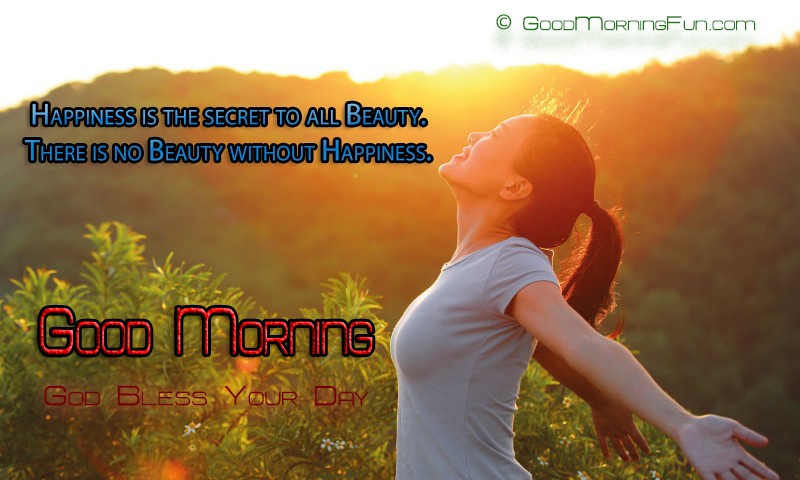 © GoodMorningFun.com
Happiness is the secret to all Beauty.
There is no Beauty without Happiness.
Good Morning
God Bless Your Day